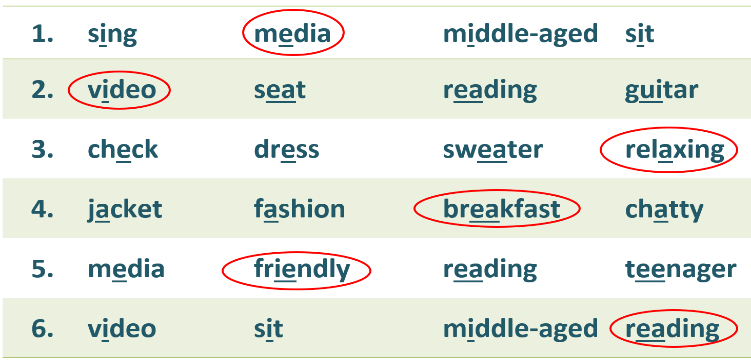 1. sing media middle-aged sit
2. video seat reading guitar
3. check dress sweater relaxing
4. jacket fashion breakfast chatty
5. media friendly reading teenager
6. video sit middle-aged reading